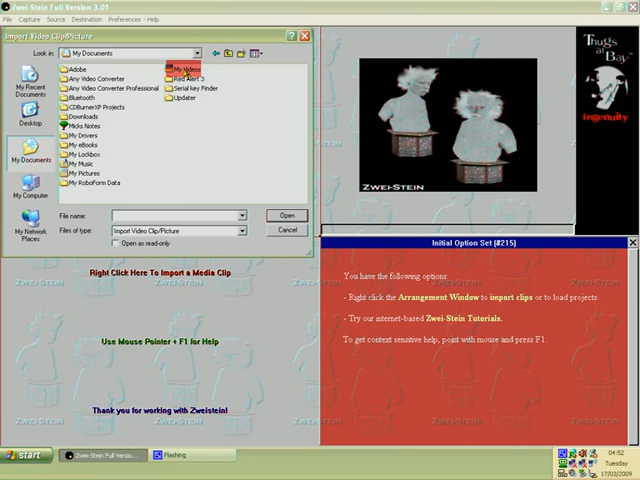 Zwei-Stein Full Version 3.01
Flow Capture Source Destination Preferences - Help
Import Video Clip/Picture
Look in: My Documents
My Recent Documents
Desktop
My Documents
My Computer
My Network Places
Adobe
Any Video Converter
Any Video Converter Professional
Bluetooth
CDBurnerXP Projects
Downloads
Micks Notes
My Drivers
My eBooks
My Lockbox
My Music
My Pictures
My RoboForm Data
My Videos
Red Alert 3
Serial key Finder
Updater
File name:
Open
Files of type: Import Video Clip/Picture
Cancel
Open as read-only
ZWEI-STEIN
Thugs
at
Bay
ingenuity
Right Click Here To Import a Media Clip
Use Mouse Pointer + F1 for Help
Thank you for working with Zweistein!
Initial Option Set [#215]
You have the following options:
- Right click the Arrangement Window to import clips or to load projects.
- Try our internet-based Zwei-Stein Tutorials.
To get context sensitive help, point with mouse and press F1.
start
Zwei-Stein Full Versio...
Flashing
04:52
Tuesday
17/03/2009